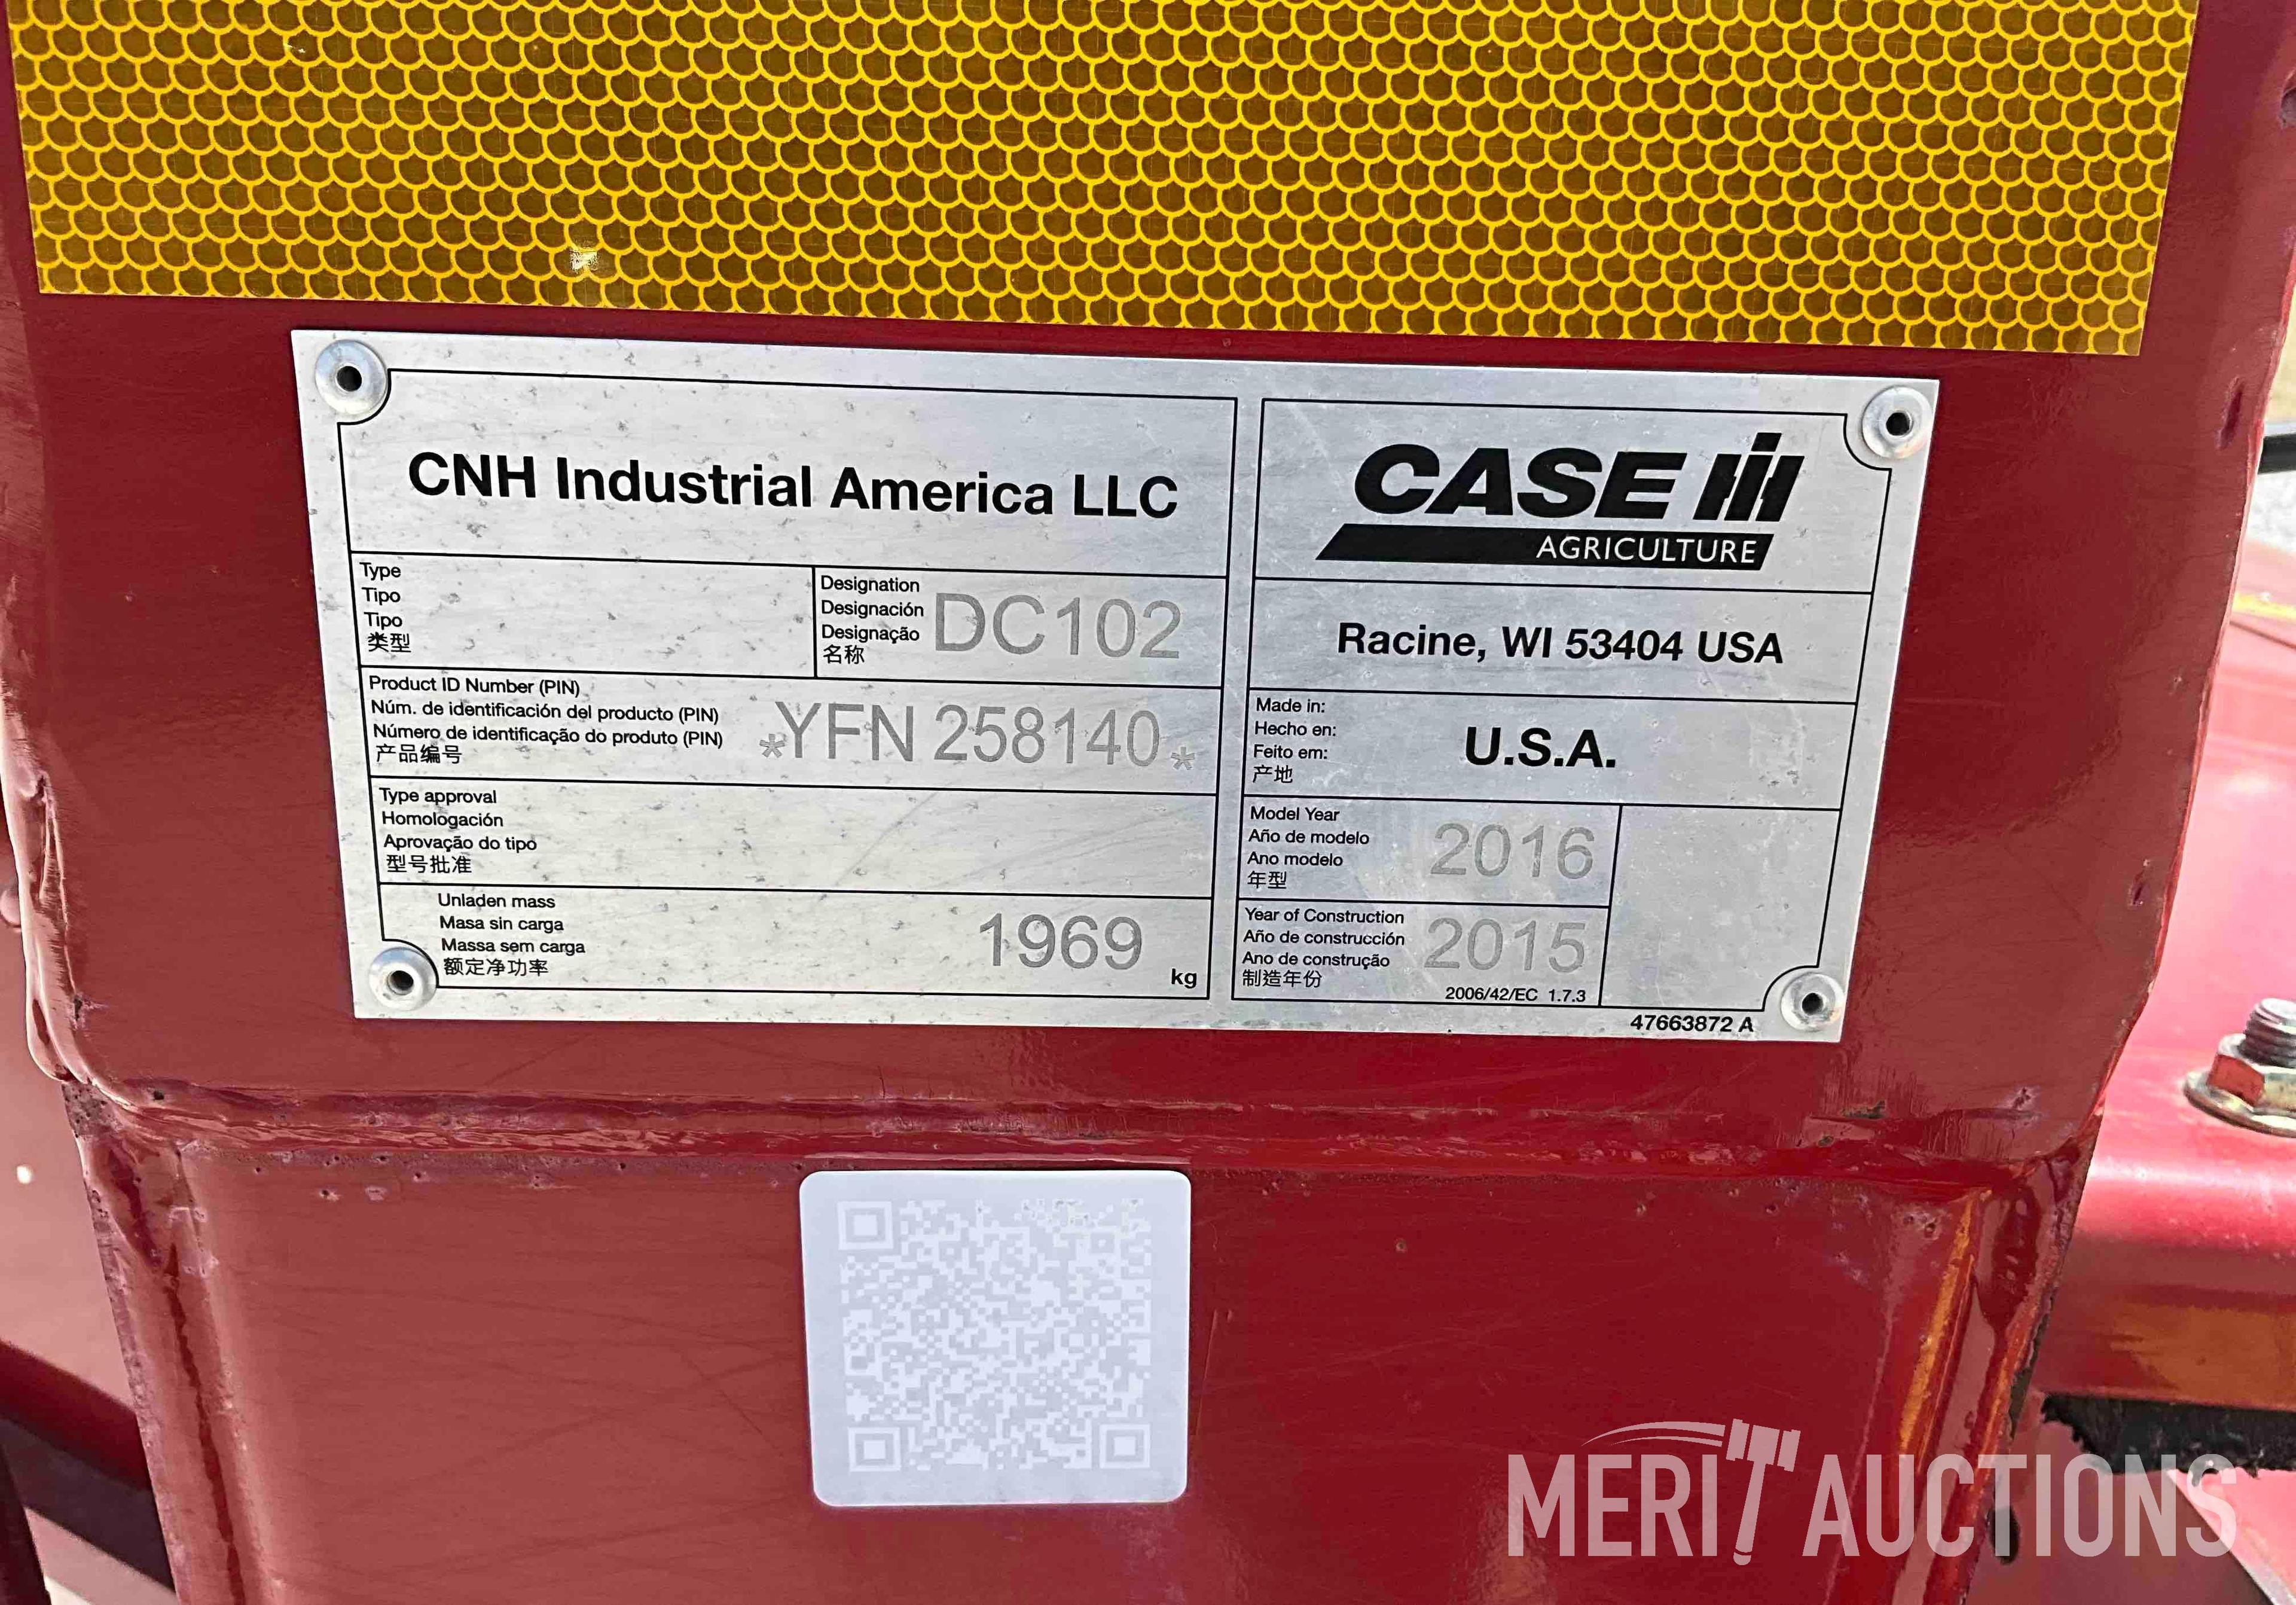 CNH Industrial America LLC
Type
Tipo
Tipo
类型
Designation
Designación
Designação
名称
DC102
Product ID Number (PIN)
Núm. de identificación del producto (PIN)
Número de identificação do produto (PIN)
产品编号
*YFN258140*
Type approval
Homologación
Aprovação do tipo
型号批准
Unladen mass
Masa sin carga
Massa sem carga
额定净功率
1969
kg
CASE IH
AGRICULTURE
Racine, WI 53404 USA
Made in:
Hecho en:
Feito em:
产地
U.S.A.
Model Year
Año de modelo
Ano modelo
年型
2016
Year of Construction
Año de construcción
Ano de construção
制造年份
2015
2006/42/EC 1.7.3
47663872 A
MERIT AUCTIONS